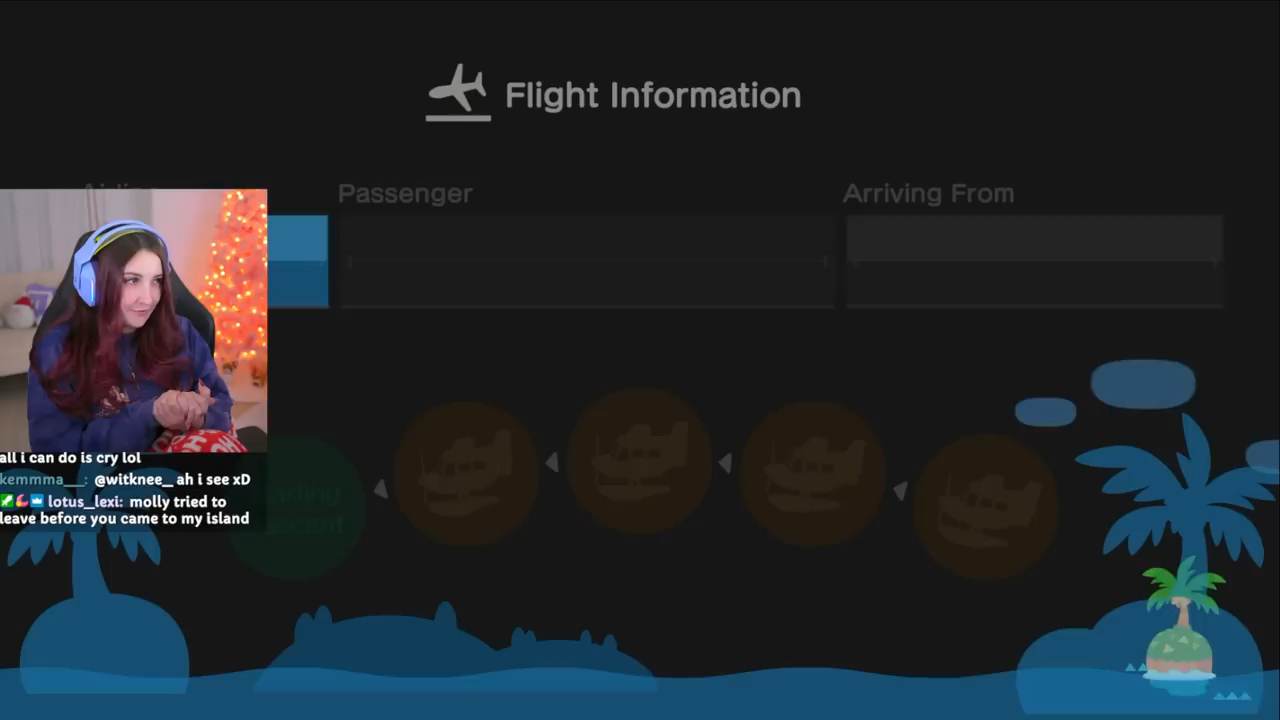 Flight Information
Passenger
Arriving From
all i can do is cry lol
kemmma__: @witknee_ ah i see xD
lotus_lexi: molly tried to
leave before you came to my island